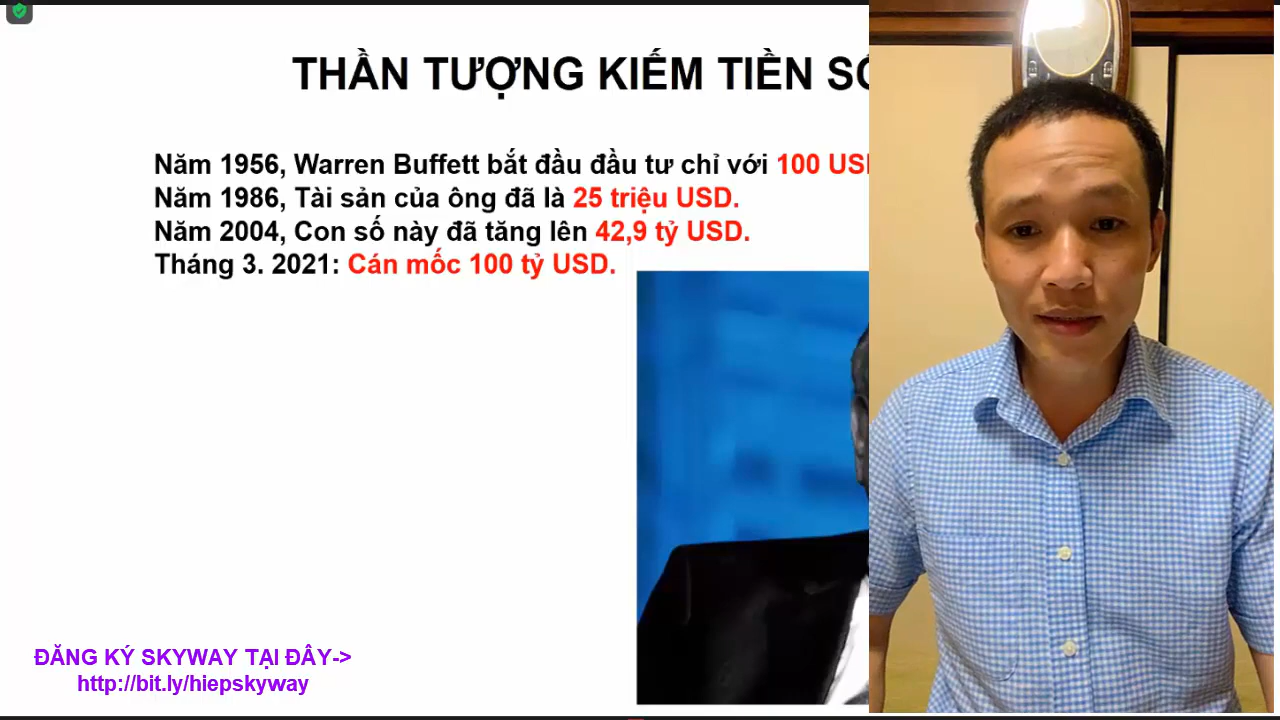 THẦN TƯỢNG KIẾM TIỀN
Năm 1956, Warren Buffett bắt đầu đầu tư chỉ với 100
Năm 1986, Tài sản của ông đã là 25 triệu USD.
Năm 2004, Con số này đã tăng lên 42,9 tỷ USD.
Tháng 3. 2021: Cán mốc 100 tỷ USD.
ĐĂNG KÝ SKYWAY TẠI ĐÂY->
http://bit.ly/hiepskyway